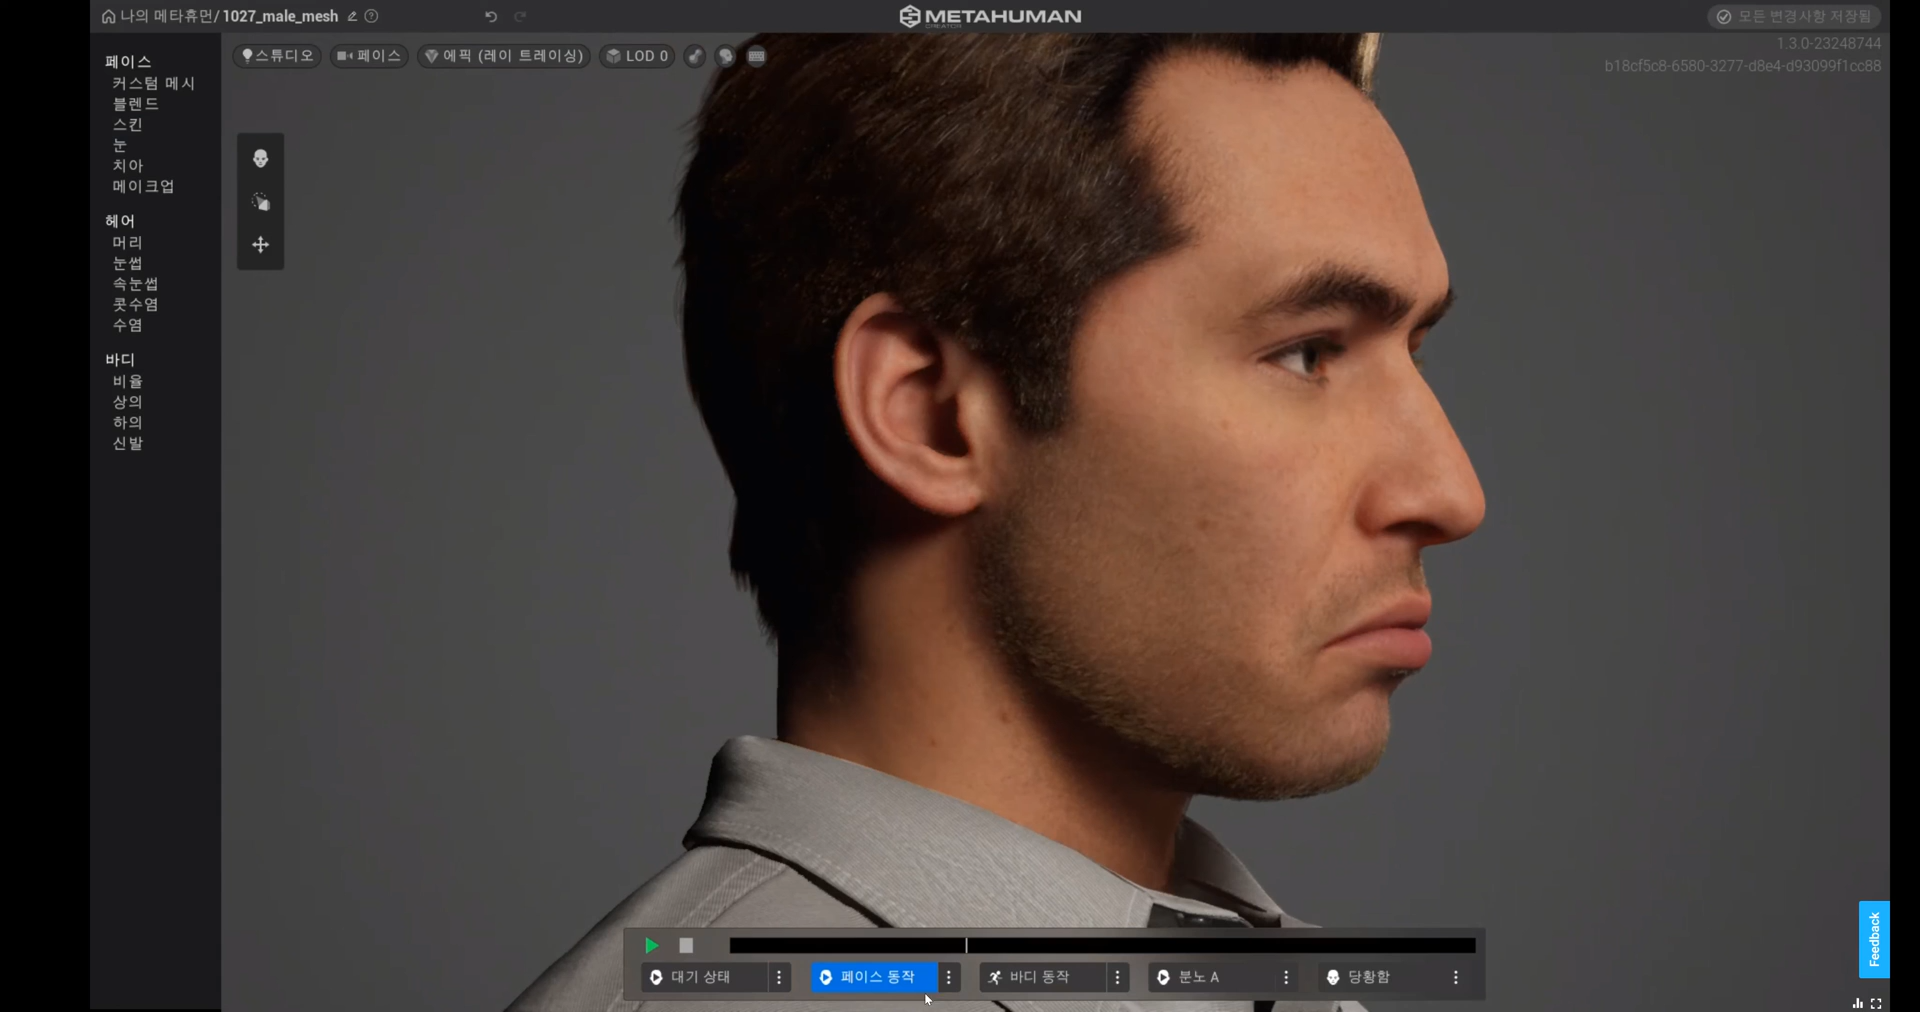 나의 메타휴먼/ 1027_male_mesh
METAHUMAN
CREATOR
모든 변경사항 저장됨
1.3.0-23248744
b18cf5c8-6580-3277-d8e4-d93099f1cc88
스튜디오
페이스
에픽 (레이 트레이싱)
LOD 0
페이스
커스텀 메시
블렌드
스킨
눈
치아
메이크업
헤어
머리
눈썹
속눈썹
콧수염
수염
바디
비율
상의
하의
신발
대기 상태
페이스 동작
바디 동작
분노 A
당황함
Feedback